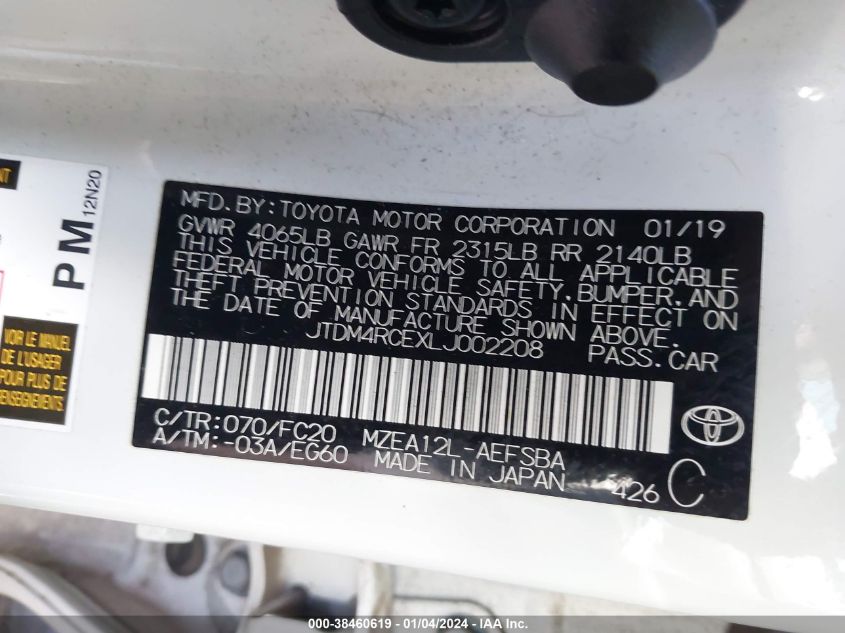 NT
PM 12N20
VOIR LE MANUEL
DE L'USAGER
POUR PLUS DE
RENSEIGNEMENTS
MFD. BY: TOYOTA MOTOR CORPORATION 01/19
GVWR 4065LB GAWR FR 2315LB RR 2140LB
THIS VEHICLE CONFORMS TO ALL APPLICABLE
FEDERAL MOTOR VEHICLE SAFETY, BUMPER, AND
THEFT PREVENTION STANDARDS IN EFFECT ON
THE DATE OF MANUFACTURE SHOWN ABOVE.
JTDM4RCEXLJ002208 PASS. CAR
C/TR:070/FC20 MZEA12L-AEFSBA
A/TM:-03A/EG60 MADE IN JAPAN 426 C
000-38460619 - 01/04/2024 - IAA Inc.